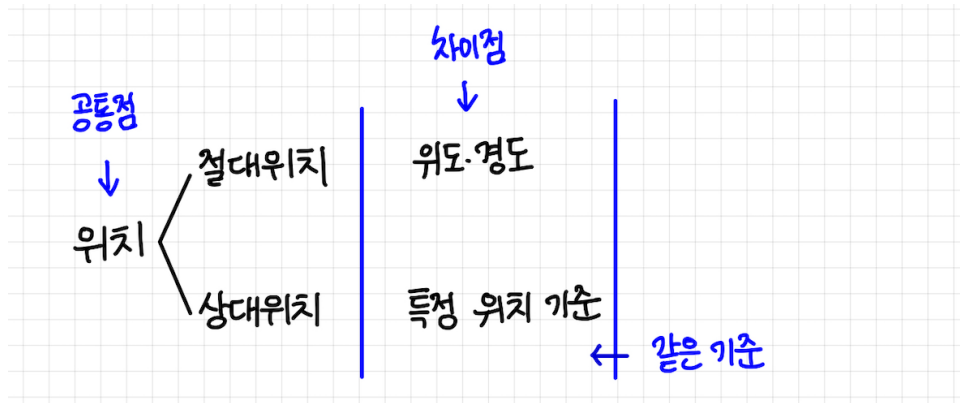 차이점
공통점
절대위치 위도·경도
위치
상대위치 특정 위치 기준
같은 기준